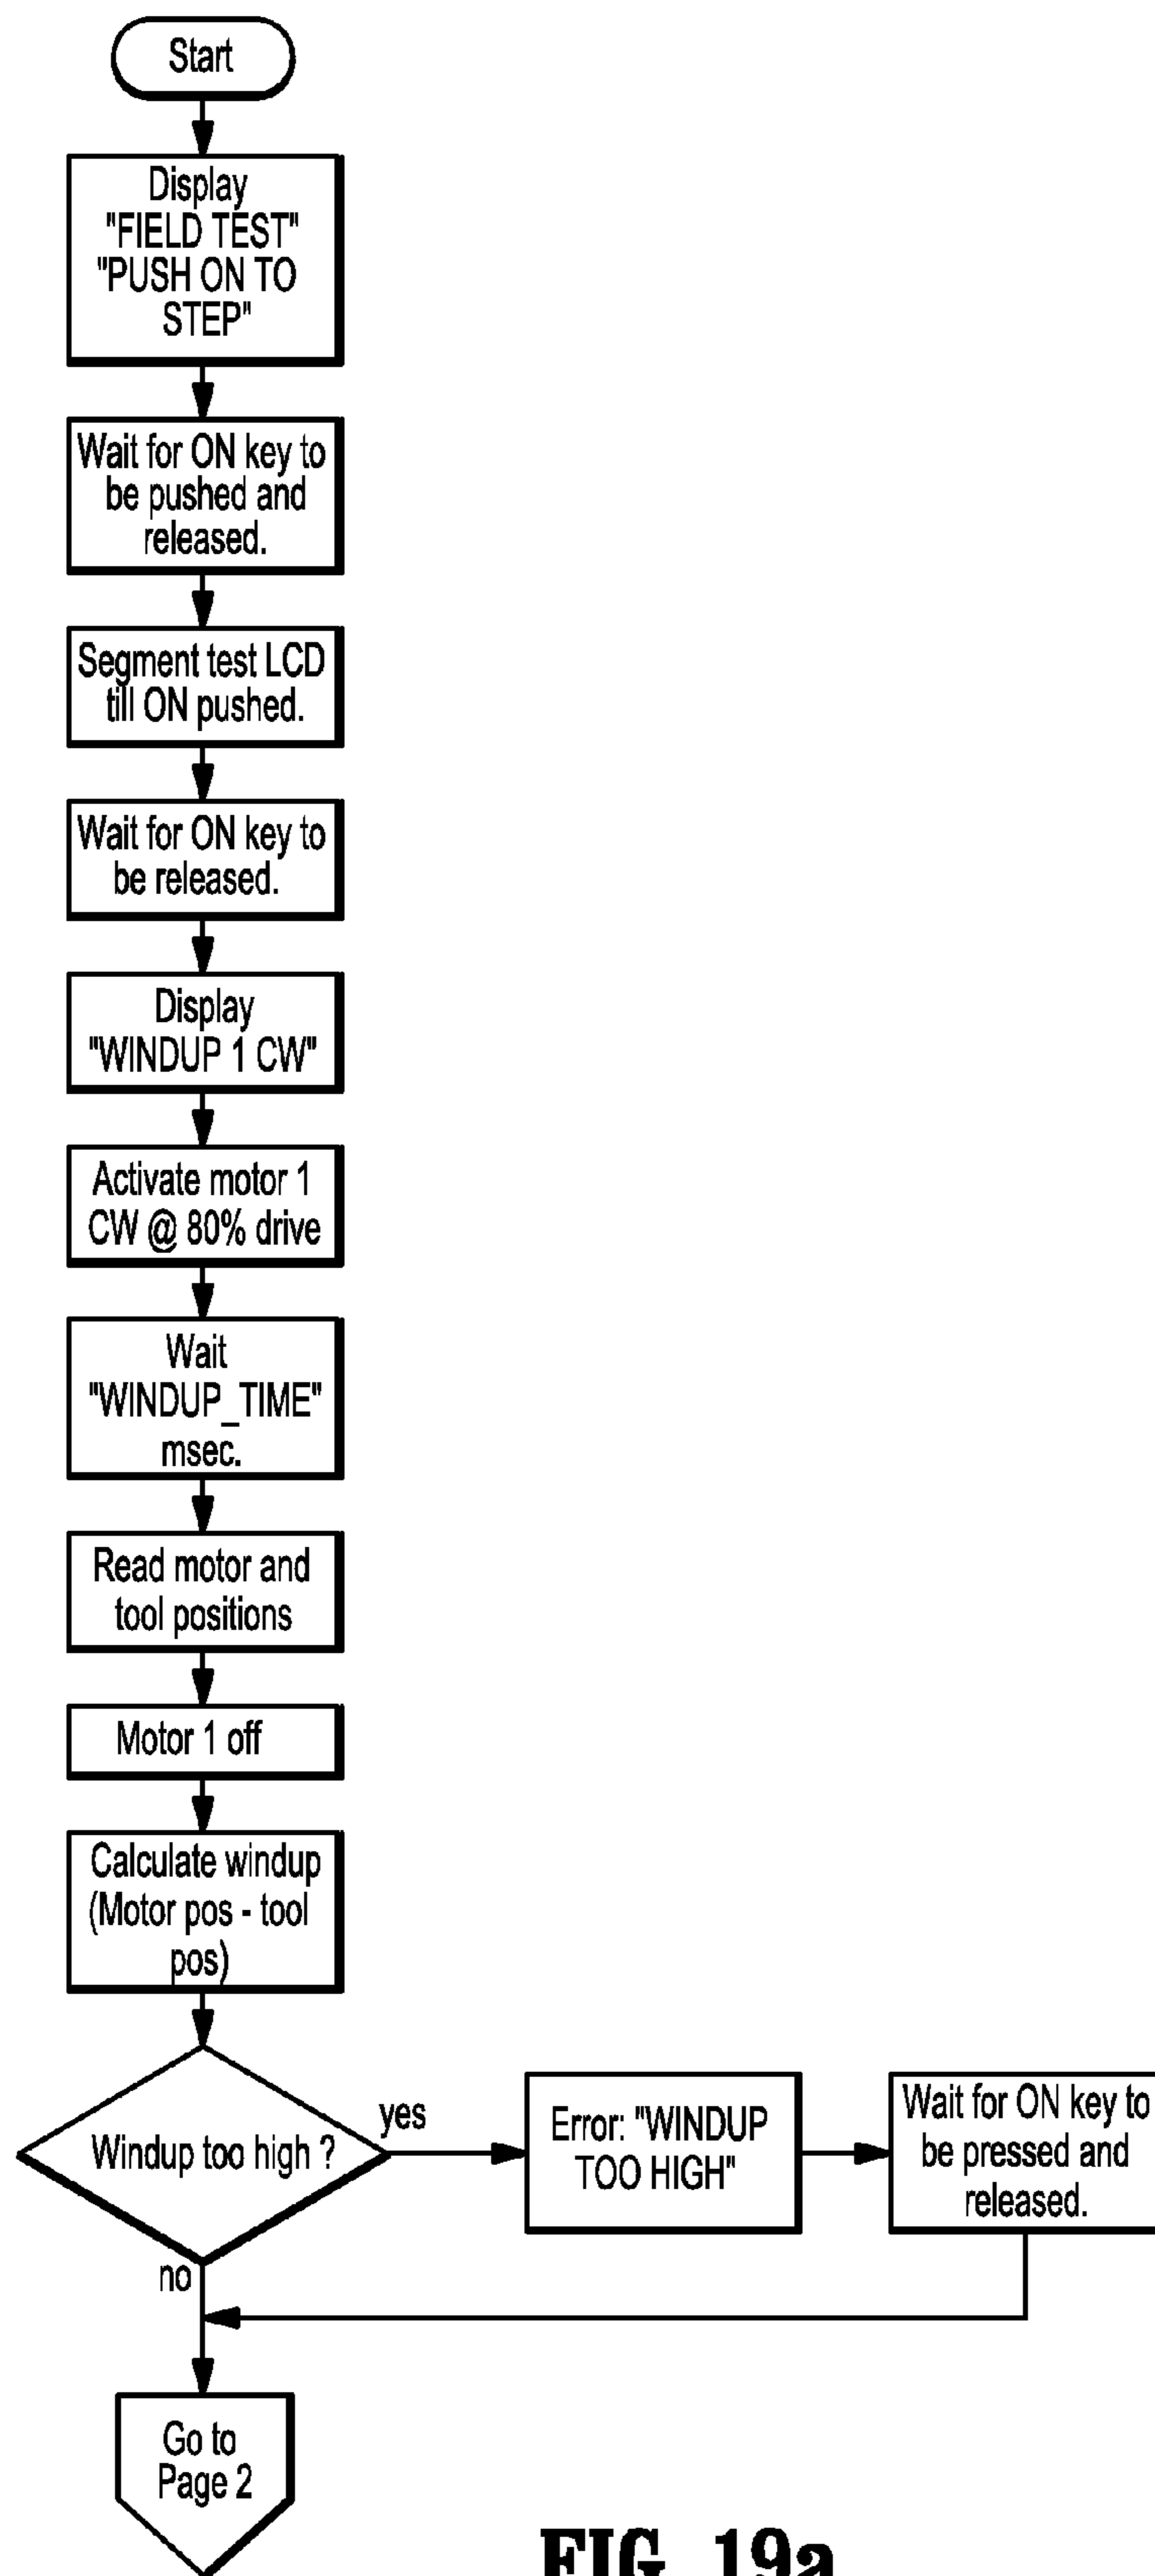 Start
Display
"FIELD TEST"
"PUSH ON TO
STEP"
Wait for ON key to
be pushed and
released.
Segment test LCD
till ON pushed.
Wait for ON key to
be released.
Display
"WINDUP 1 CW"
Activate motor 1
CW @ 80% drive
Wait
"WINDUP_TIME"
msec.
Read motor and
tool positions
Motor 1 off
Calculate windup
(Motor pos - tool
pos)
Windup too high ?
yes
Error: "WINDUP
TOO HIGH"
Wait for ON key to
be pressed and
released.
no
Go to
Page 2
FIG. 19a